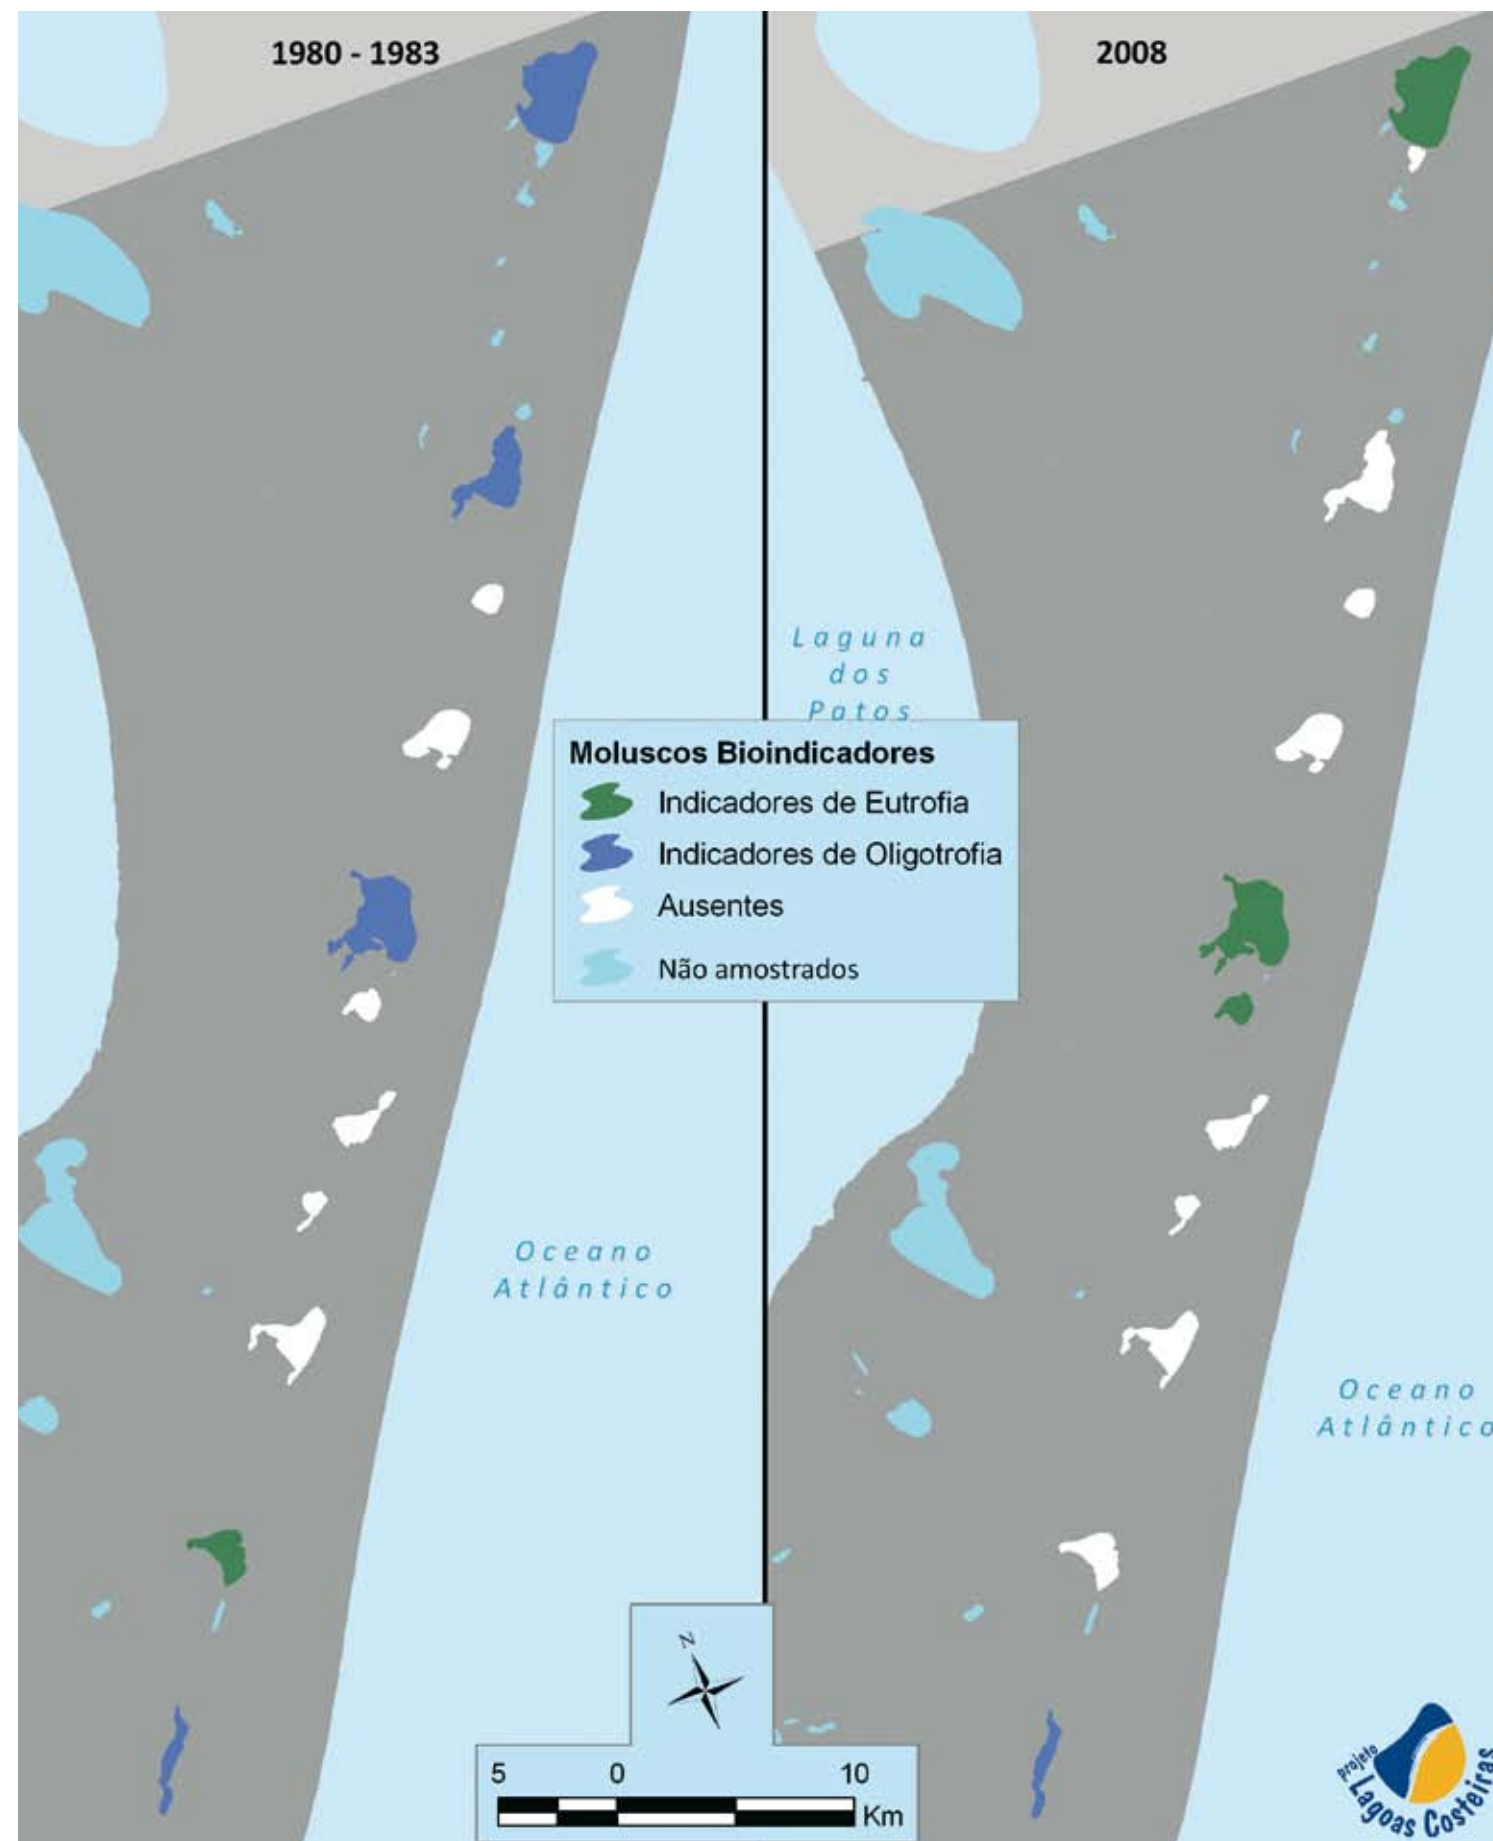 1980 - 1983
2008
Laguna
dos
Patos
Moluscos Bioindicadores
Indicadores de Eutrofia
Indicadores de Oligotrofia
Ausentes
Não amostrados
Oceano
Atlântico
Oceano
Atlântico
N
5 0 10
Km
projeto
Lagoas Costeiras